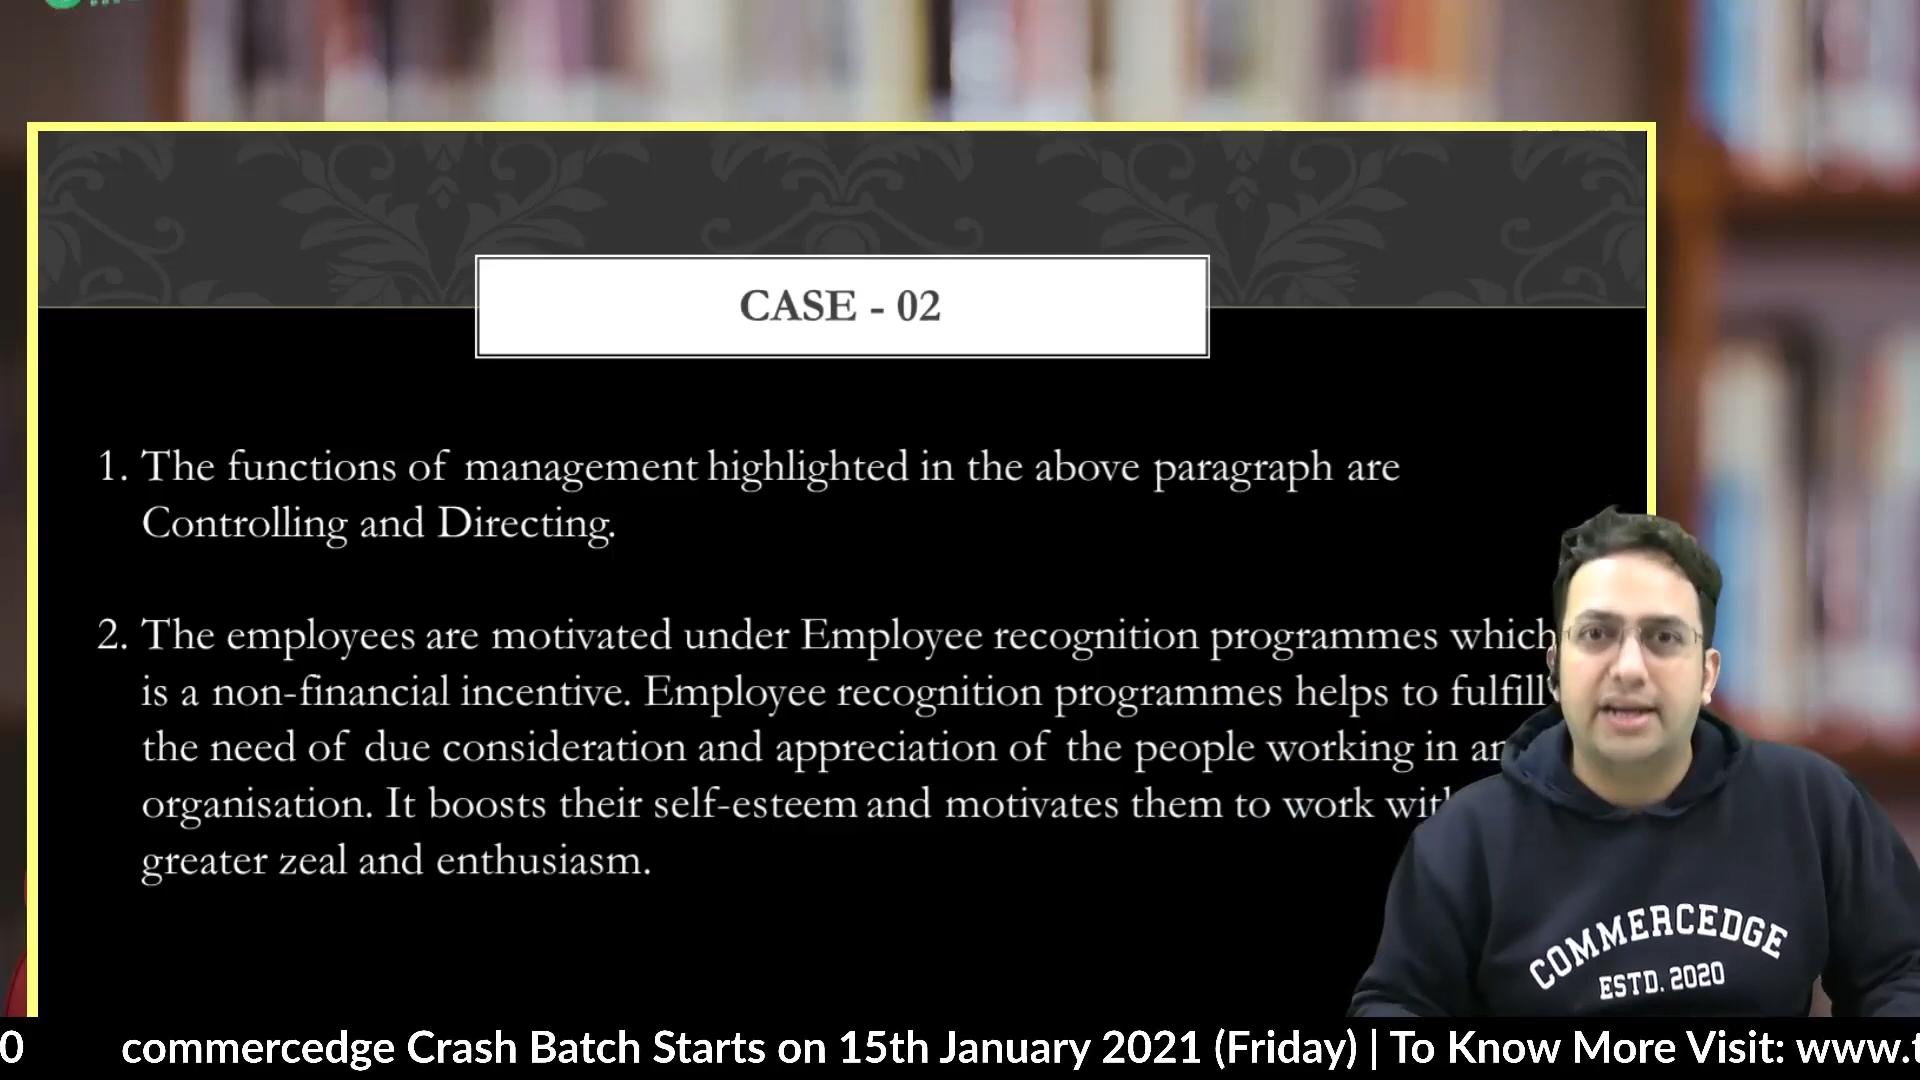 CASE - 02
1. The functions of management highlighted in the above paragraph are
Controlling and Directing.
2. The employees are motivated under Employee recognition programmes which
is a non-financial incentive. Employee recognition programmes helps to fulfill
the need of due consideration and appreciation of the people working in an
organisation. It boosts their self-esteem and motivates them to work with
greater zeal and enthusiasm.
COMMERCEDGE
ESTD. 2020
0 commercedge Crash Batch Starts on 15th January 2021 (Friday) | To Know More Visit: www.t